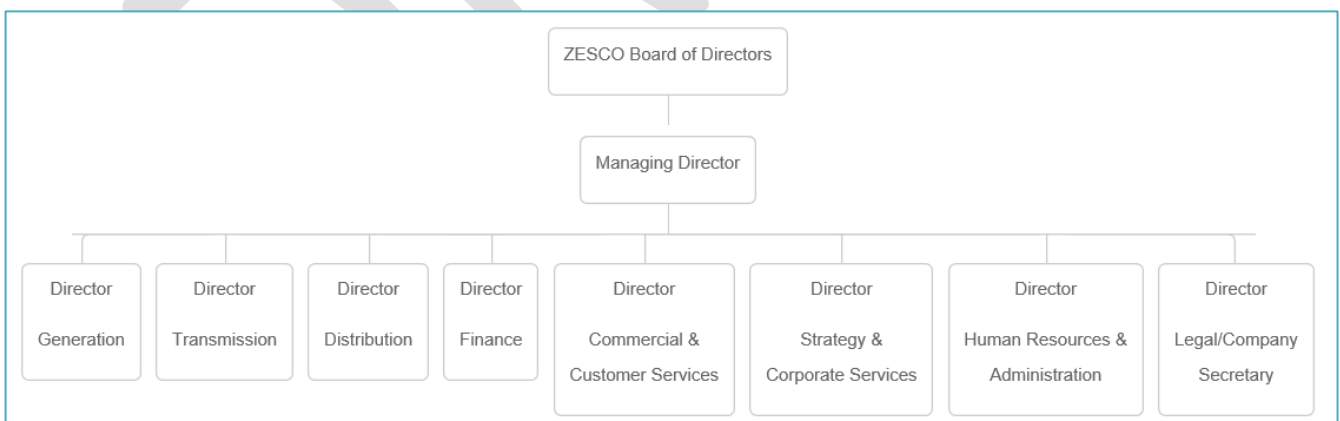 ZESCO Board of Directors
Managing Director
Director
Generation
Director
Transmission
Director
Distribution
Director
Finance
Director
Commercial &
Customer Services
Director
Strategy &
Corporate Services
Director
Human Resources &
Administration
Director
Legal/Company
Secretary